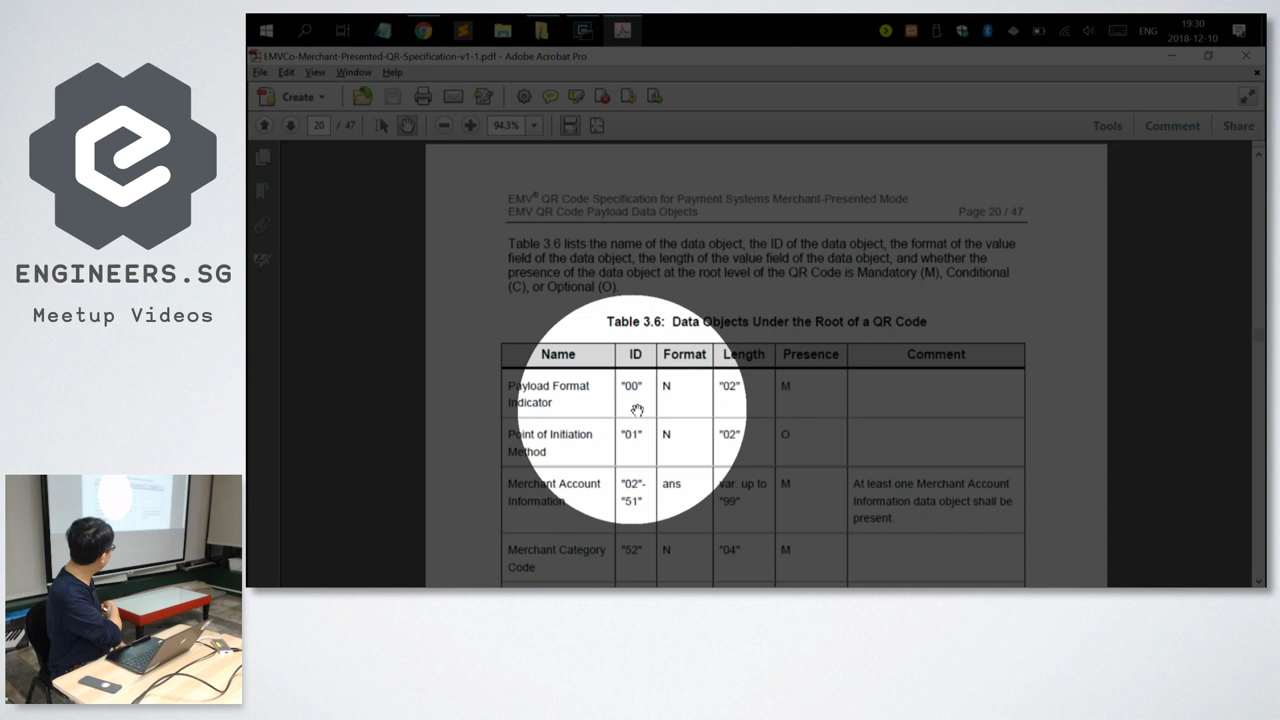 ENGINEERS.SG
Meetup Videos
ENG
19:30
2018-12-10
EMVCo-Merchant-Presented-QR-Specification-v1-1.pdf - Adobe Acrobat Pro
File Edit View Window Help
Create
20 / 47
94.3%
Tools Comment Share
EMV® QR Code Specification for Payment Systems Merchant-Presented Mode
EMV QR Code Payload Data Objects Page 20 / 47
Table 3.6 lists the name of the data object, the ID of the data object, the format of the value
field of the data object, the length of the value field of the data object, and whether the
presence of the data object at the root level of the QR Code is Mandatory (M), Conditional
(C), or Optional (O).
Table 3.6: Data Objects Under the Root of a QR Code
Name ID Format Length Presence Comment
Payload Format "00" N "02" M
Indicator
Point of Initiation "01" N "02" O
Method
Merchant Account "02"- ans var. up to M At least one Merchant Account
Information "51" "99" Information data object shall be
present.
Merchant Category "52" N "04" M
Code